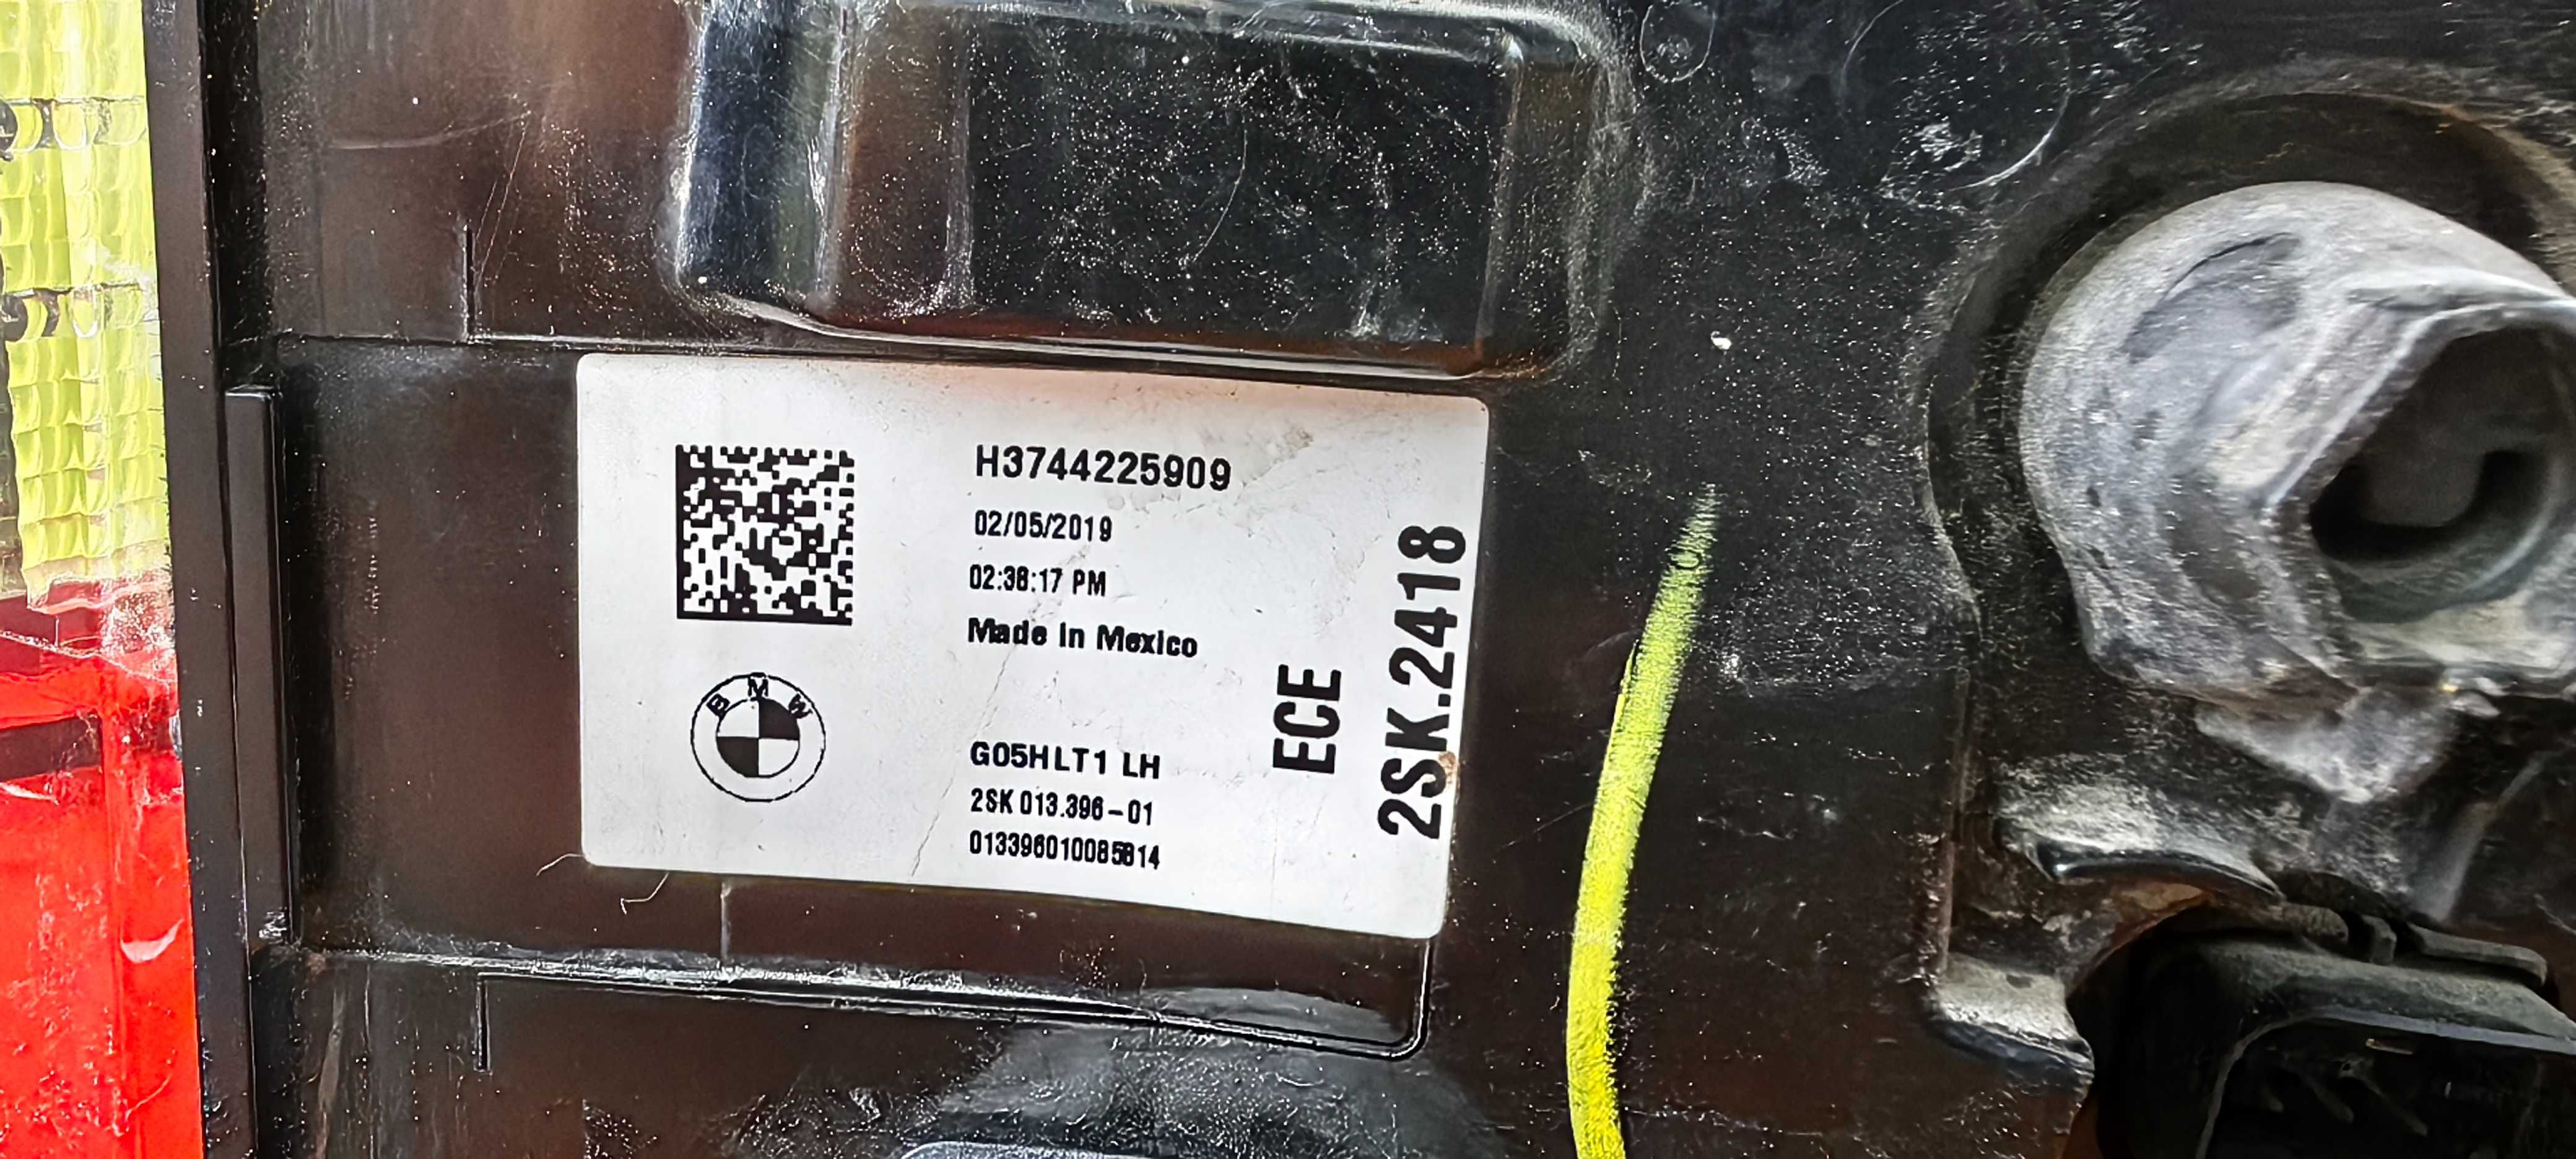 H3744225909
02/05/2019
02:38:17 PM
Made In Mexico
BMW
G05HLT1 LH
2SK 013.396-01
013396010085814
ECE
2SK.2418